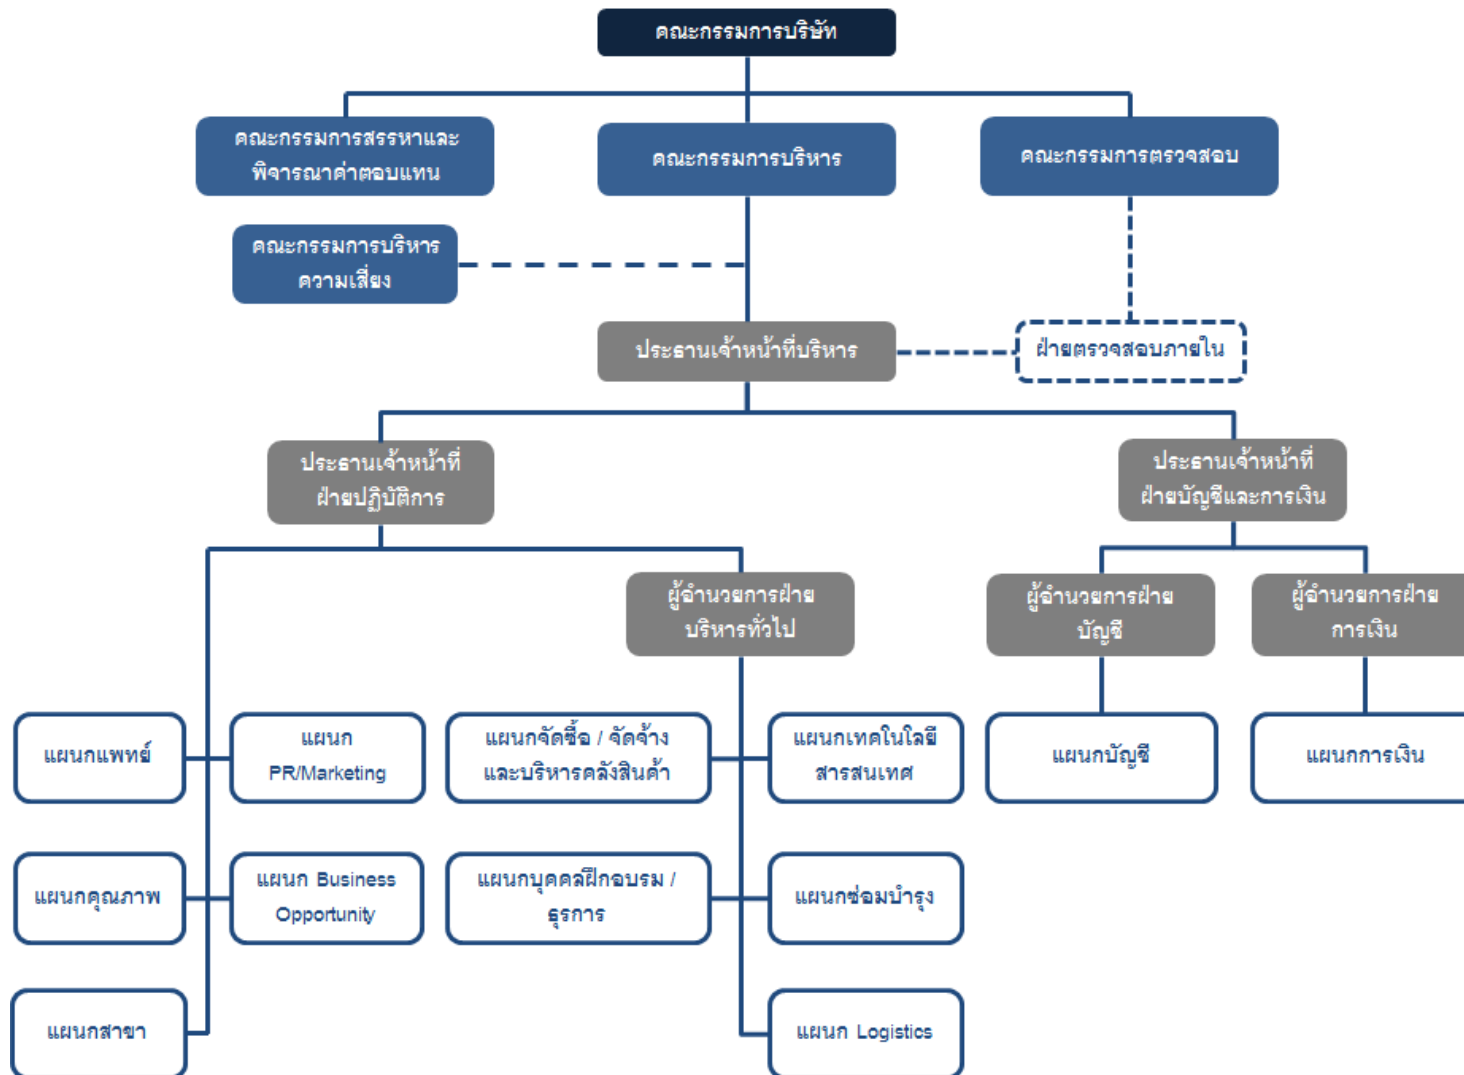 คณะกรรมการบริษัท
คณะกรรมการสรรหาและ
พิจารณาค่าตอบแทน
คณะกรรมการบริหาร
คณะกรรมการตรวจสอบ
คณะกรรมการบริหาร
ความเสี่ยง
ประธานเจ้าหน้าที่บริหาร
ฝ่ายตรวจสอบภายใน
ประธานเจ้าหน้าที่
ฝ่ายปฏิบัติการ
ประธานเจ้าหน้าที่
ฝ่ายบัญชีและการเงิน
ผู้อำนวยการฝ่าย
บริหารทั่วไป
ผู้อำนวยการฝ่าย
บัญชี
ผู้อำนวยการฝ่าย
การเงิน
แผนกแพทย์
แผนก
PR/Marketing
แผนกจัดซื้อ / จัดจ้าง
และบริหารคลังสินค้า
แผนกเทคโนโลยี
สารสนเทศ
แผนกบัญชี
แผนกการเงิน
แผนกคุณภาพ
แผนก Business
Opportunity
แผนกบุคคลฝึกอบรม /
ธุรการ
แผนกซ่อมบำรุง
แผนกสาขา
แผนก Logistics